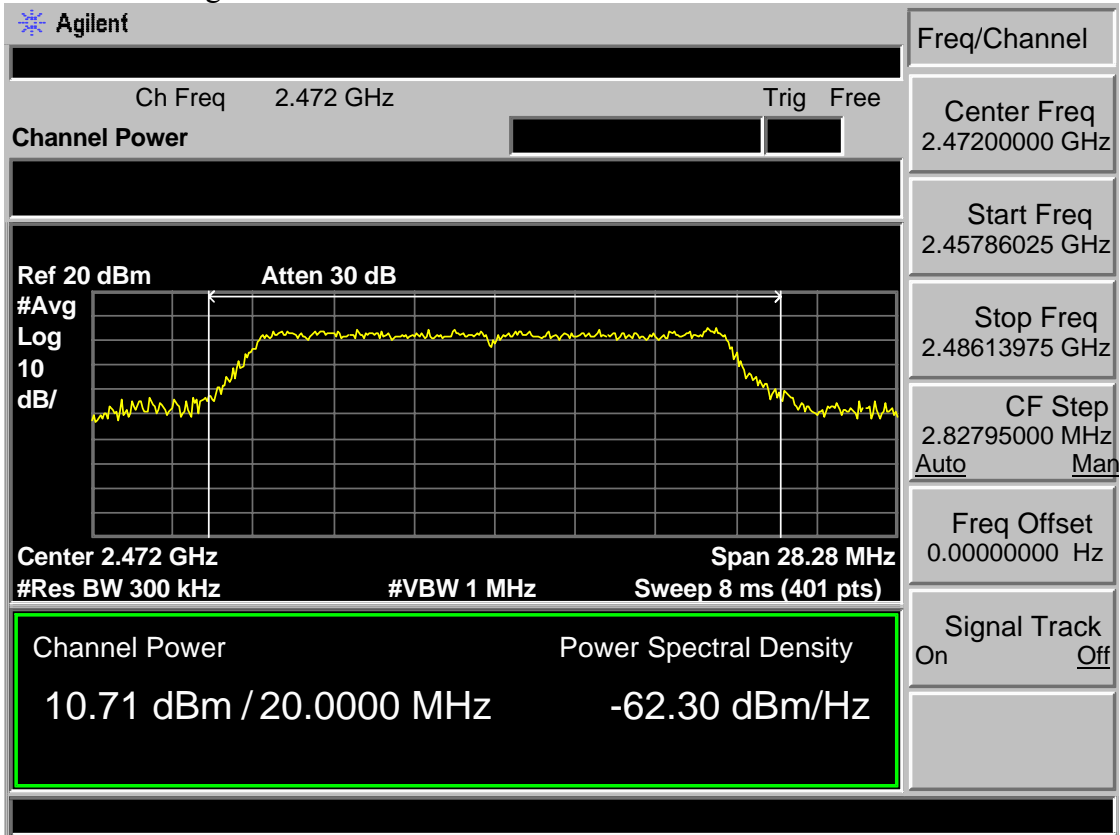 Agilent
Freq/Channel
Ch Freq 2.472 GHz Trig Free
Channel Power
Center Freq
2.47200000 GHz
Start Freq
2.45786025 GHz
Stop Freq
2.48613975 GHz
CF Step
2.82795000 MHz
Auto Man
Freq Offset
0.00000000 Hz
Signal Track
On Off
Ref 20 dBm Atten 30 dB
#Avg
Log
10
dB/
Center 2.472 GHz Span 28.28 MHz
#Res BW 300 kHz #VBW 1 MHz Sweep 8 ms (401 pts)
Channel Power Power Spectral Density
10.71 dBm / 20.0000 MHz -62.30 dBm/Hz